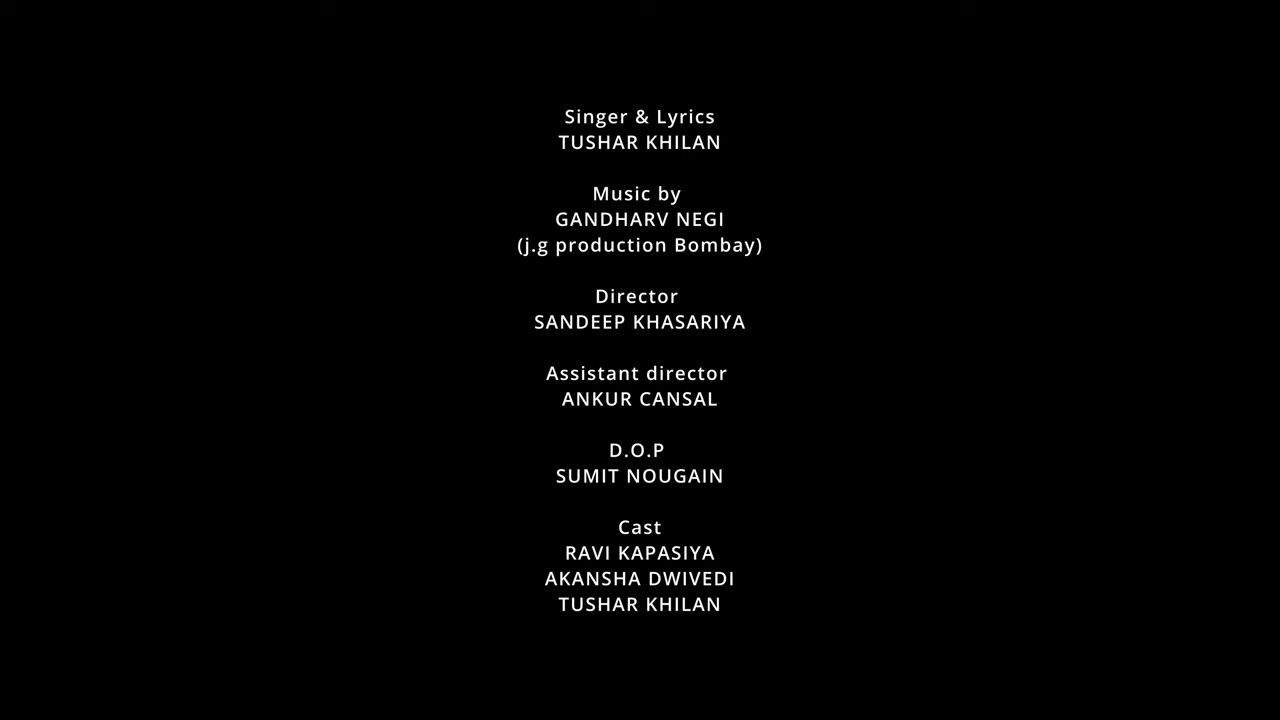 Singer & Lyrics
TUSHAR KHILAN
Music by
GANDHARV NEGI
(j.g production Bombay)
Director
SANDEEP KHASARIYA
Assistant director
ANKUR CANSAL
D.O.P
SUMIT NOUGAIN
Cast
RAVI KAPASIYA
AKANSHA DWIVEDI
TUSHAR KHILAN